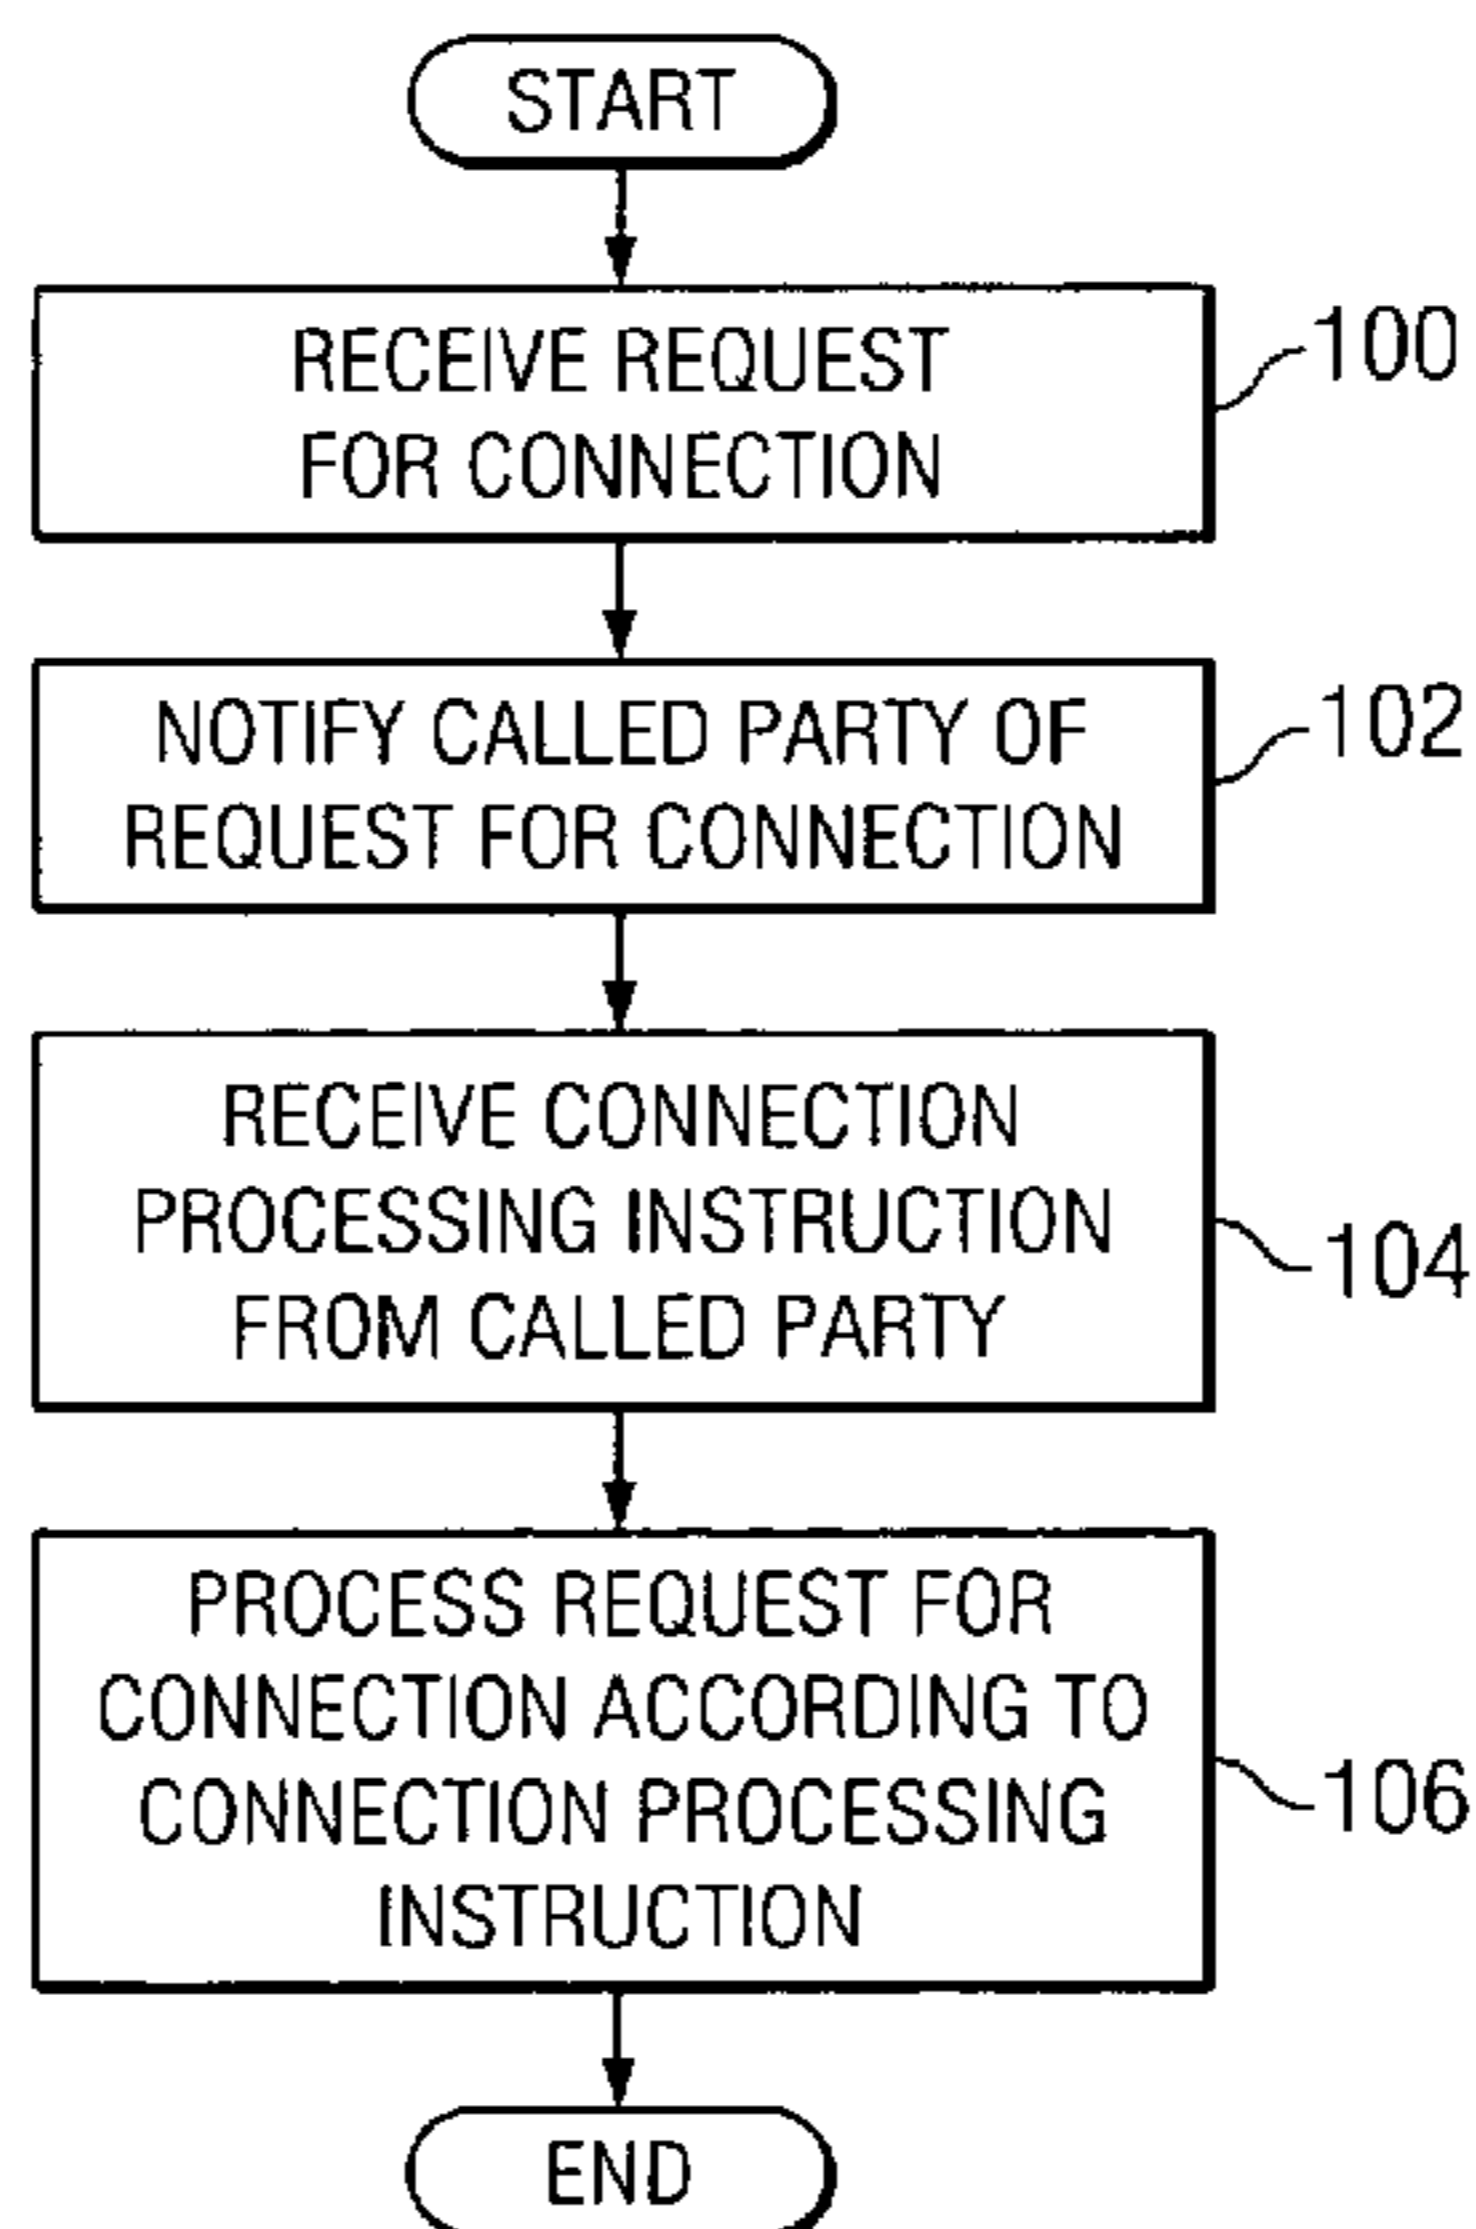 START
RECEIVE REQUEST
FOR CONNECTION
100
NOTIFY CALLED PARTY OF
REQUEST FOR CONNECTION
102
RECEIVE CONNECTION
PROCESSING INSTRUCTION
FROM CALLED PARTY
104
PROCESS REQUEST FOR
CONNECTION ACCORDING TO
CONNECTION PROCESSING
INSTRUCTION
106
END